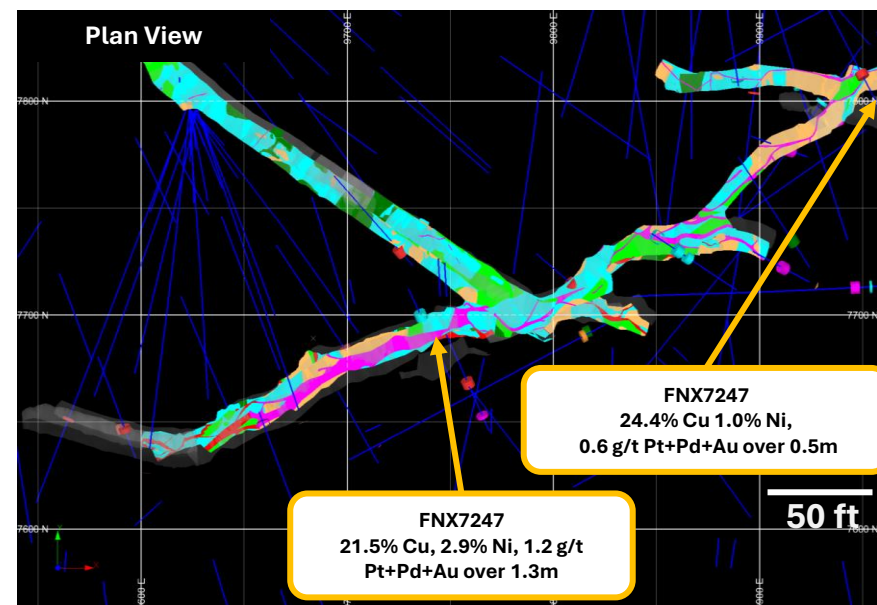 Plan View
9700 E
9800 E
9900 E
7800 N
7700 N
7700 N
FNX7247
24.4% Cu 1.0% Ni,
0.6 g/t Pt+Pd+Au over 0.5m
50 ft
FNX7247
21.5% Cu, 2.9% Ni, 1.2 g/t
Pt+Pd+Au over 1.3m
7600 N